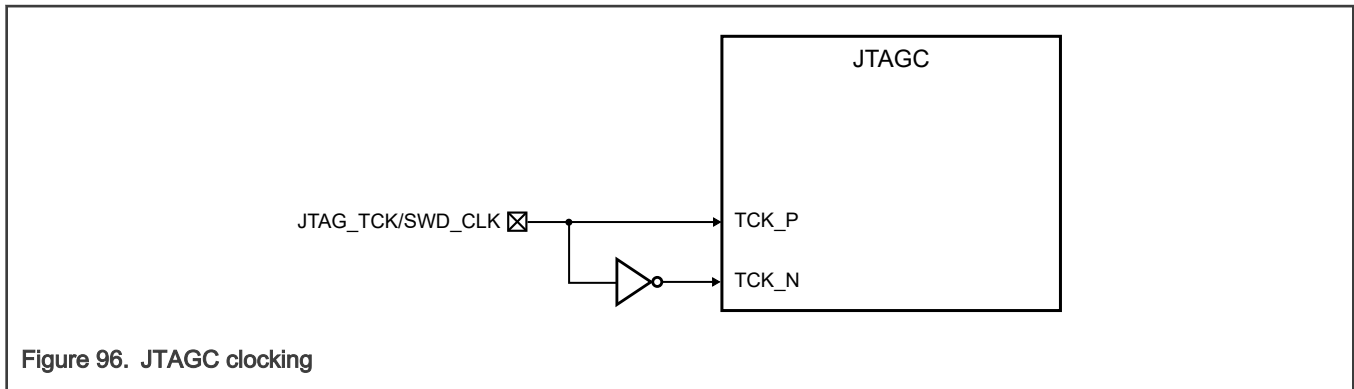 JTAGC
JTAG_TCK/SWD_CLK
TCK_P
TCK_N
Figure 96. JTAGC clocking